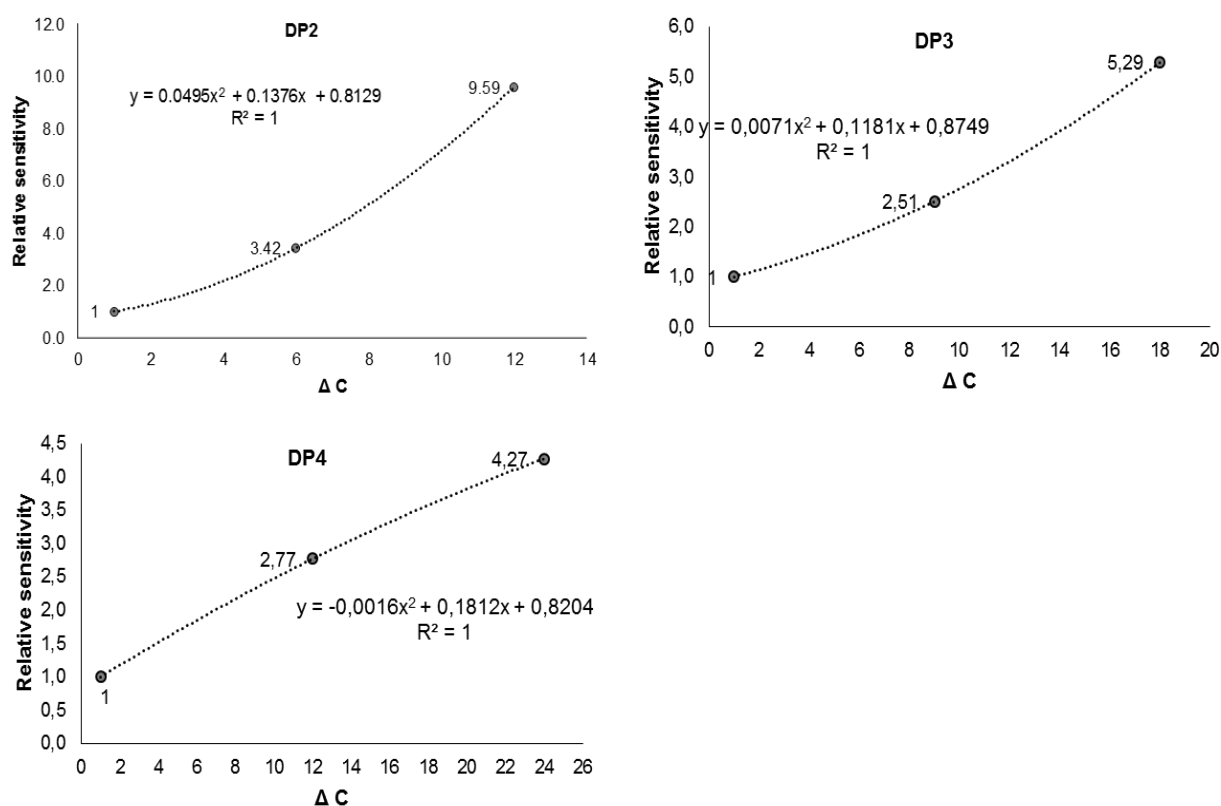 DP2
Relative sensitivity
12.0
10.0
8.0
6.0
4.0
2.0
0.0
y = 0.0495x² + 0.1376x + 0.8129
R² = 1
1
3.42
9.59
0 2 4 6 8 10 12 14
Δ C
DP3
Relative sensitivity
6,0
5,0
4,0
3,0
2,0
1,0
0,0
y = 0,0071x² + 0,1181x + 0,8749
R² = 1
1
2,51
5,29
0 2 4 6 8 10 12 14 16 18 20
Δ C
DP4
Relative sensitivity
4,5
4,0
3,5
3,0
2,5
2,0
1,5
1,0
0,5
0,0
4,27
2,77
y = -0,0016x² + 0,1812x + 0,8204
R² = 1
1
0 2 4 6 8 10 12 14 16 18 20 22 24 26
Δ C